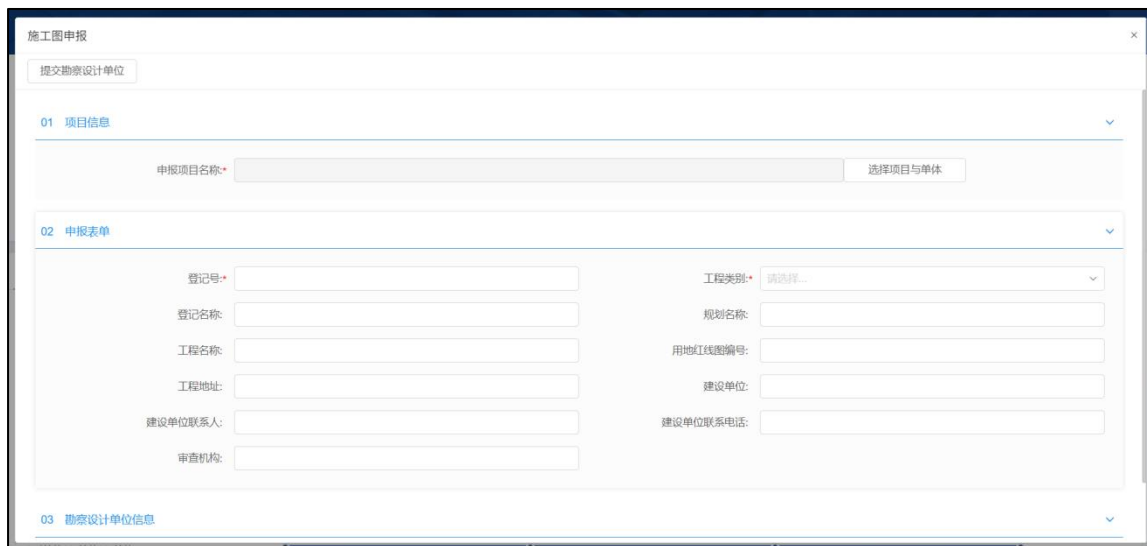 施工图申报 ×
提交勘察设计单位
01 项目信息
申报项目名称:* 选择项目与单体
02 申报表单
登记号:* 工程类别:* 请选择...
登记名称: 规划名称:
工程名称: 用地红线图编号:
工程地址: 建设单位:
建设单位联系人: 建设单位联系电话:
审查机构:
03 勘察设计单位信息